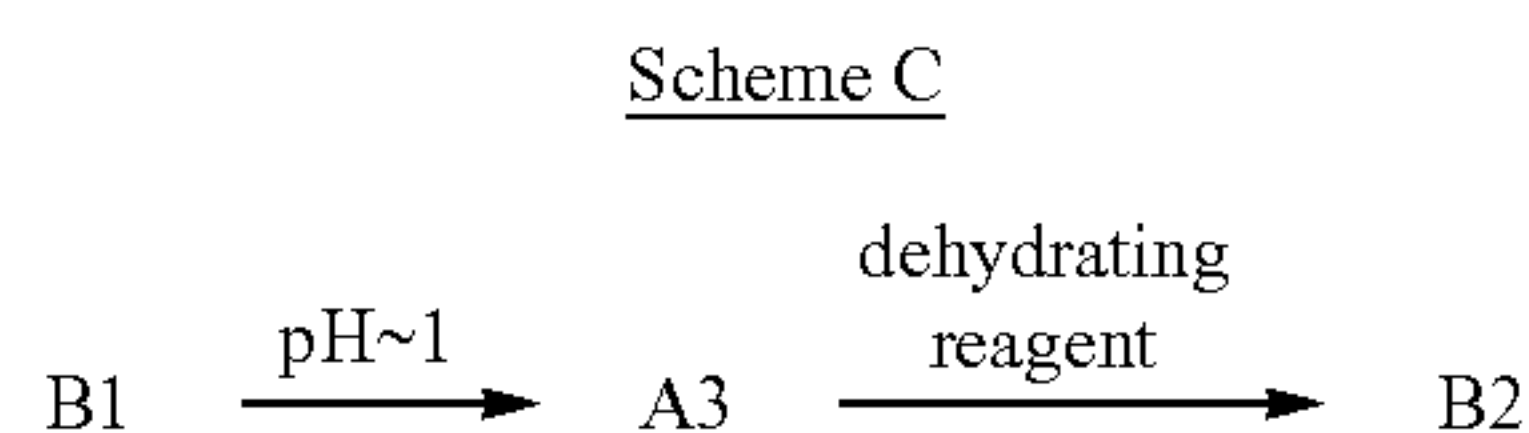 Scheme C
dehydrating
pH~1
reagent
B1
A3
B2